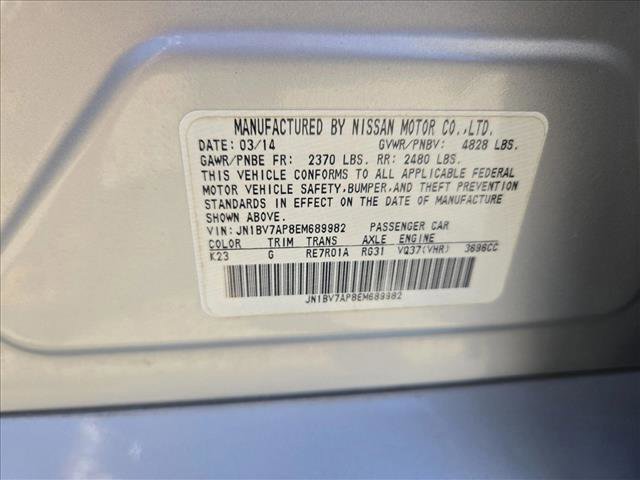 MANUFACTURED BY NISSAN MOTOR CO.,LTD.
DATE: 03/14 GVWR/PNBV: 4828 LBS.
GAWR/PNBE FR: 2370 LBS. RR: 2480 LBS.
THIS VEHICLE CONFORMS TO ALL APPLICABLE FEDERAL
MOTOR VEHICLE SAFETY,BUMPER,AND THEFT PREVENTION
STANDARDS IN EFFECT ON THE DATE OF MANUFACTURE
SHOWN ABOVE.
VIN: JN1BV7AP8EM689982 PASSENGER CAR
COLOR TRIM TRANS AXLE ENGINE
K23 G RE7R01A RG31 VQ37(VHR) 3696CC
JN1BV7AP8EM689982